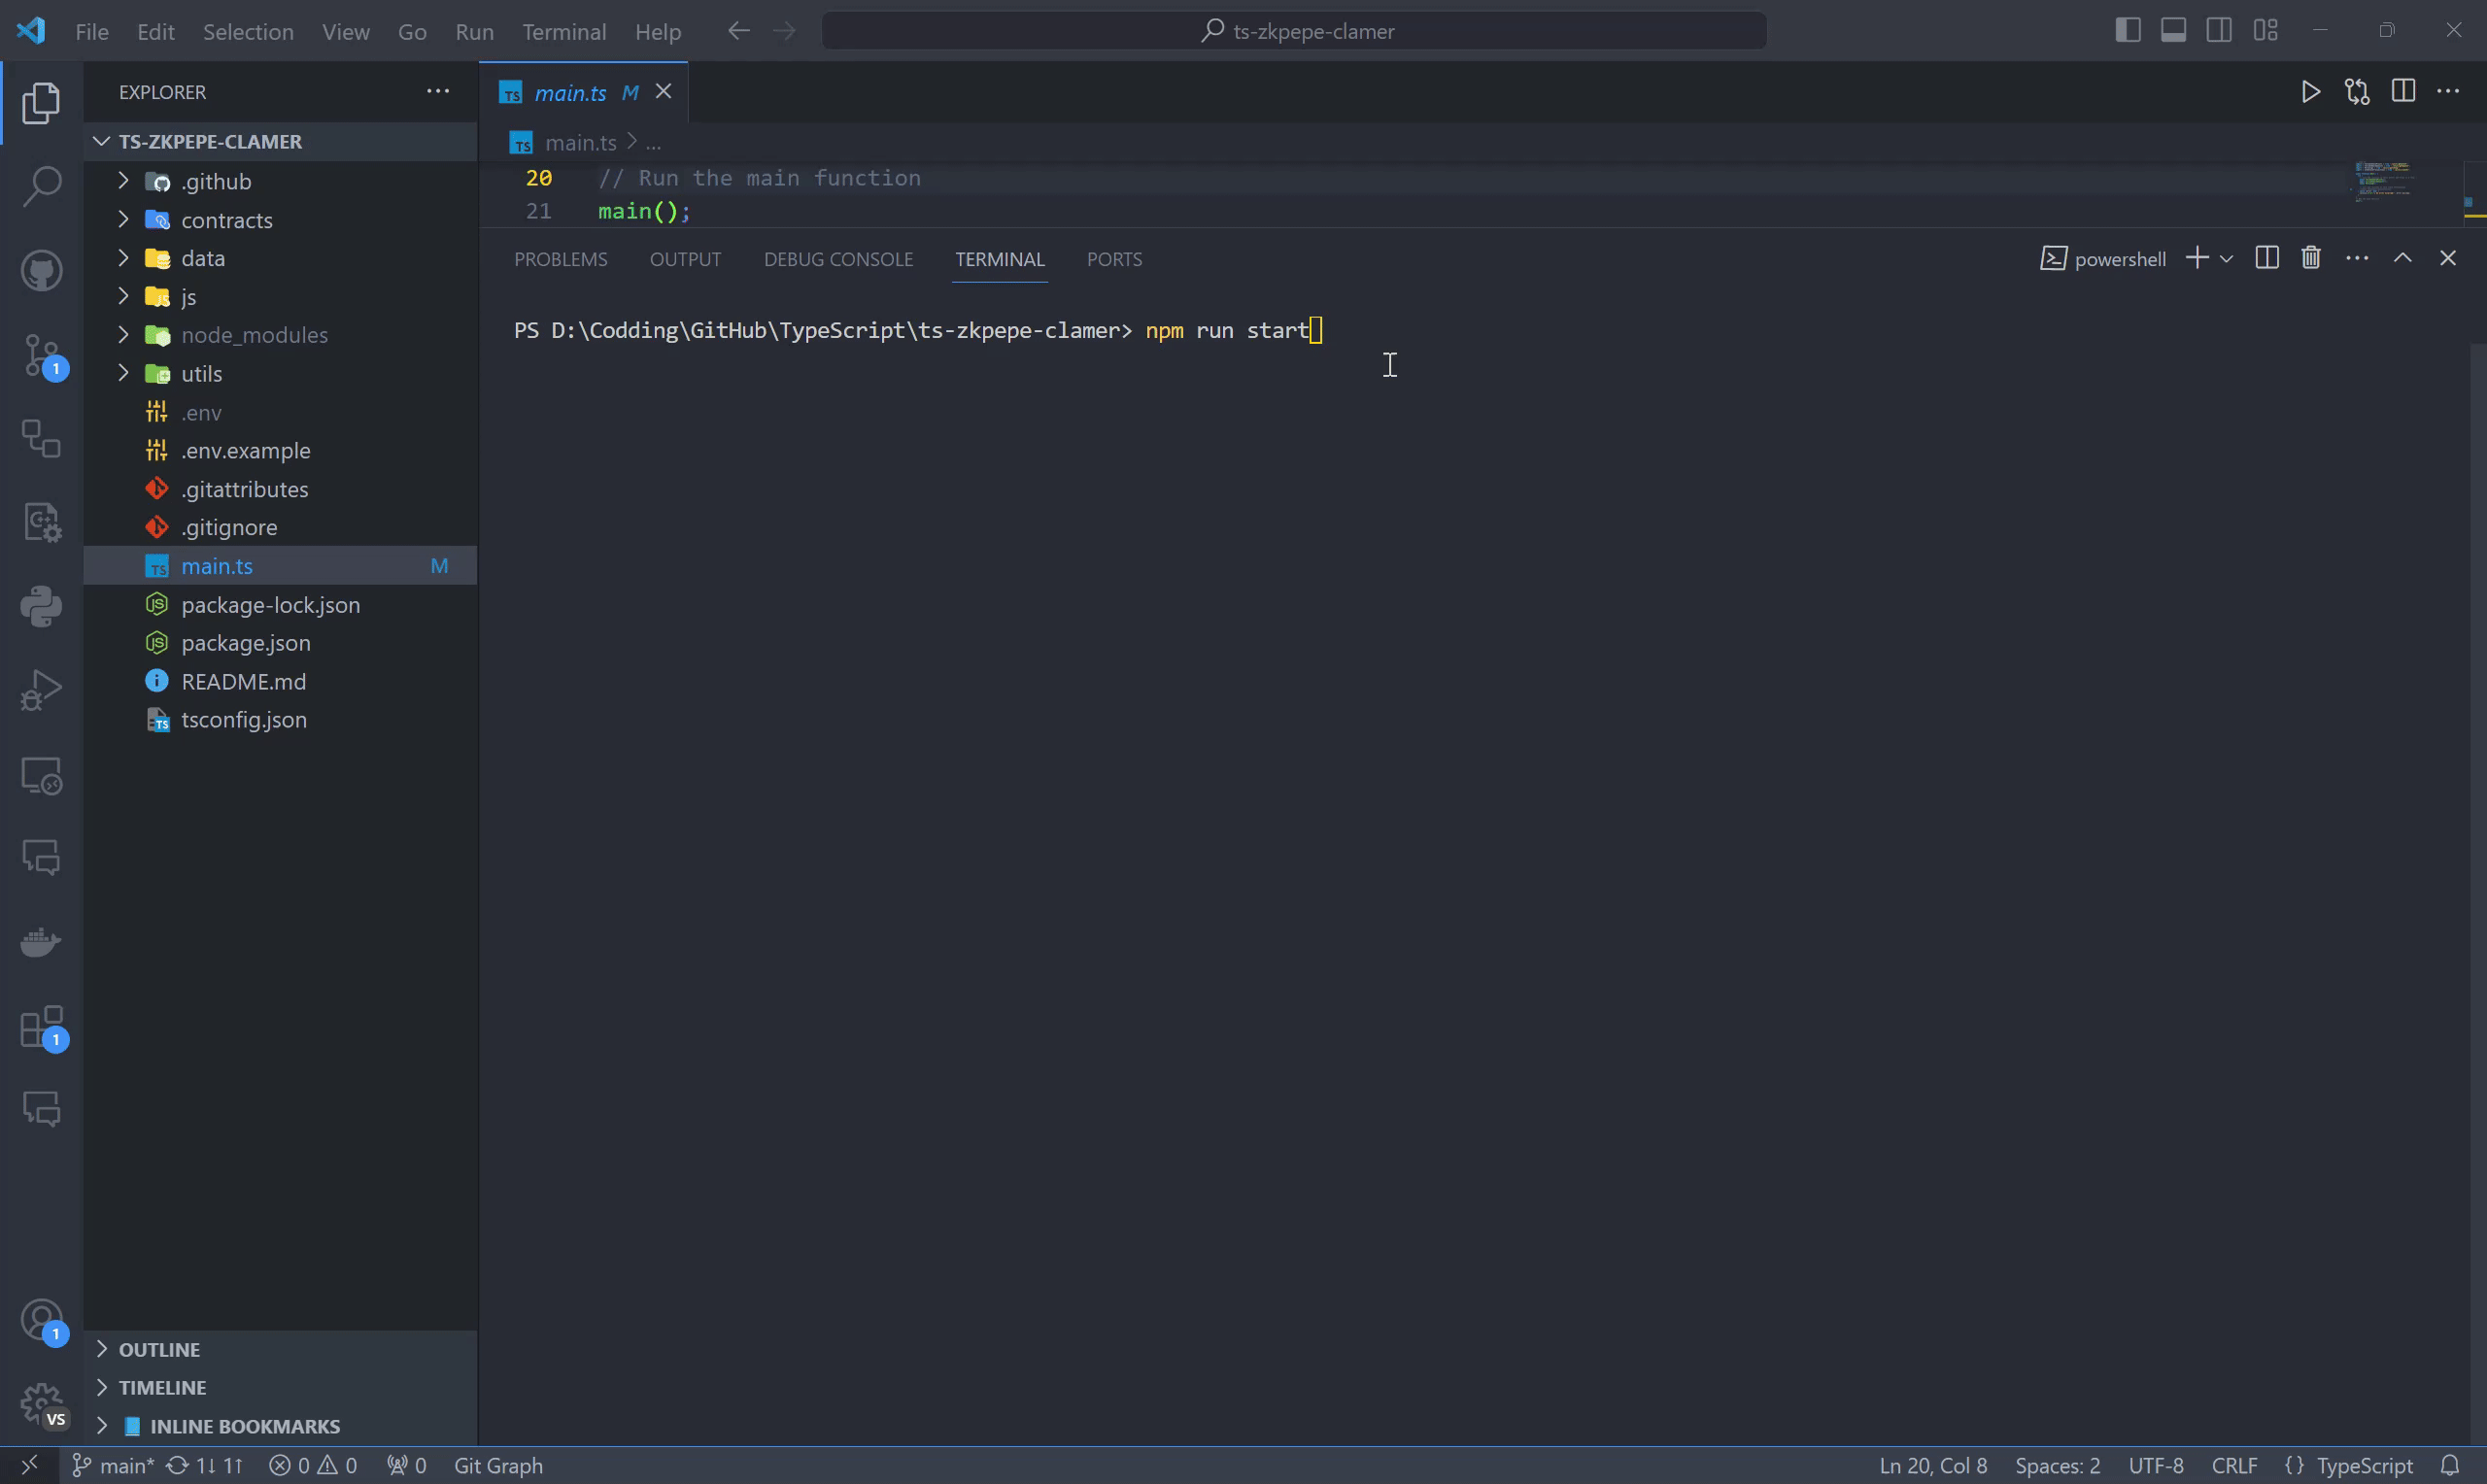 File Edit Selection View Go Run Terminal Help ts-zkpepe-clamer
EXPLORER
TS-ZKPEPE-CLAMER
.github
contracts
data
js
node_modules
utils
.env
.env.example
.gitattributes
.gitignore
main.ts M
package-lock.json
package.json
README.md
tsconfig.json
OUTLINE
TIMELINE
INLINE BOOKMARKS
main.ts M
main.ts > ...
20 // Run the main function
21 main();
PROBLEMS OUTPUT DEBUG CONSOLE TERMINAL PORTS powershell
PS D:\Codding\GitHub\TypeScript\ts-zkpepe-clamer> npm run start
1
1
1
VS
main* 1↓ 1↑ 0 0 0 Git Graph Ln 20, Col 8 Spaces: 2 UTF-8 CRLF {} TypeScript